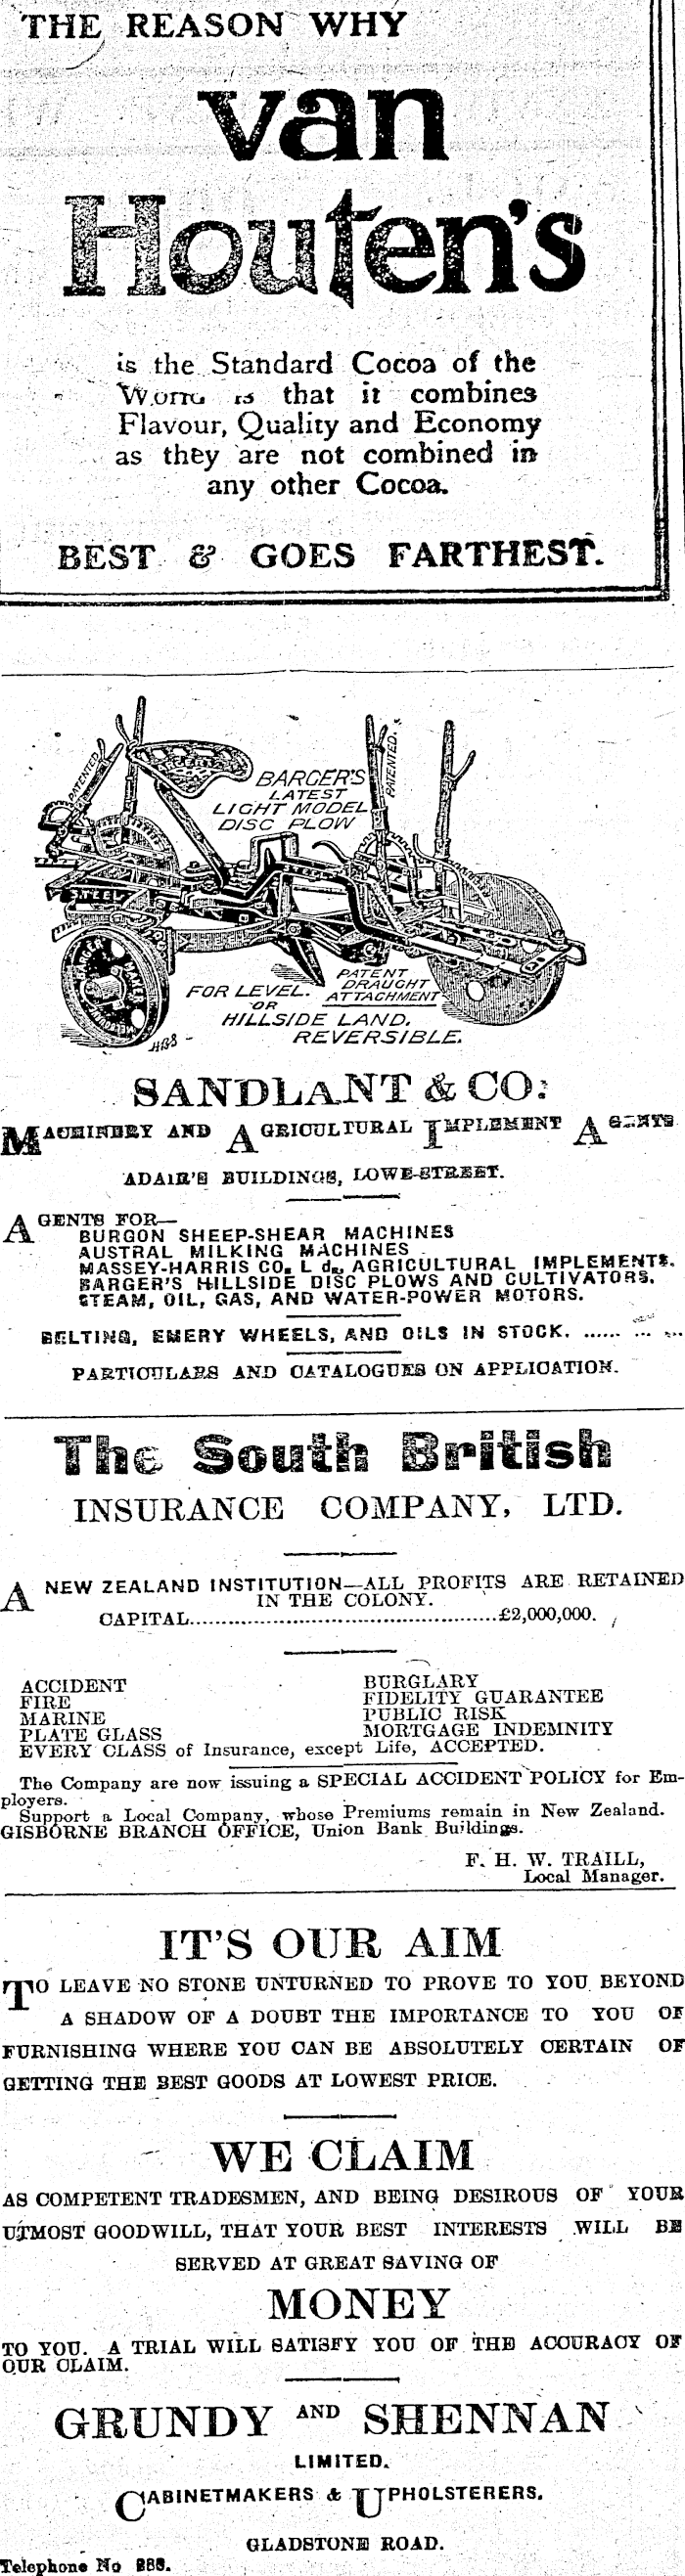 THE REASON WHY
van
Houten's
is the Standard Cocoa of the
World is that it combines
Flavour, Quality and Economy
as they are not combined in
any other Cocoa.
BEST & GOES FARTHEST.
PATENTED
PATENTED.
BARGER'S
LATEST
LIGHT MODEL
DISC PLOW
STEEL
FOR LEVEL.
OR
HILLSIDE LAND.
REVERSIBLE.
PATENT
DRAUGHT
ATTACHMENT
SANDLANT & CO.
MACHINERY AND AGRICULTURAL IMPLEMENT AGENTS
ADAIR'S BUILDINGS, LOWE-STREET.
AGENTS FOR—
BURGON SHEEP-SHEAR MACHINES
AUSTRAL MILKING MACHINES
MASSEY-HARRIS CO. L d., AGRICULTURAL IMPLEMENTS.
BARGER'S HILLSIDE DISC PLOWS AND CULTIVATORS.
STEAM, OIL, GAS, AND WATER-POWER MOTORS.
BELTING, EMERY WHEELS, AND OILS IN STOCK. ...... ... ...
PARTICULARS AND CATALOGUES ON APPLICATION.
The South British
INSURANCE COMPANY, LTD.
A NEW ZEALAND INSTITUTION—ALL PROFITS ARE RETAINED
IN THE COLONY.
CAPITAL............................................£2,000,000.
ACCIDENT BURGLARY
FIRE FIDELITY GUARANTEE
MARINE PUBLIC RISK
PLATE GLASS MORTGAGE INDEMNITY
EVERY CLASS of Insurance, except Life, ACCEPTED.
The Company are now issuing a SPECIAL ACCIDENT POLICY for Em-
ployers.
Support a Local Company, whose Premiums remain in New Zealand.
GISBORNE BRANCH OFFICE, Union Bank Buildings.
F. H. W. TRAILL,
Local Manager.
IT'S OUR AIM
TO LEAVE NO STONE UNTURNED TO PROVE TO YOU BEYOND
A SHADOW OF A DOUBT THE IMPORTANCE TO YOU OF
FURNISHING WHERE YOU CAN BE ABSOLUTELY CERTAIN OF
GETTING THE BEST GOODS AT LOWEST PRICE.
WE CLAIM
AS COMPETENT TRADESMEN, AND BEING DESIROUS OF YOUR
UTMOST GOODWILL, THAT YOUR BEST INTERESTS WILL BE
SERVED AT GREAT SAVING OF
MONEY
TO YOU. A TRIAL WILL SATISFY YOU OF THE ACCURACY OF
OUR CLAIM.
GRUNDY AND SHENNAN
LIMITED.
CABINETMAKERS & UPHOLSTERERS.
GLADSTONE ROAD.
Telephone No 288.